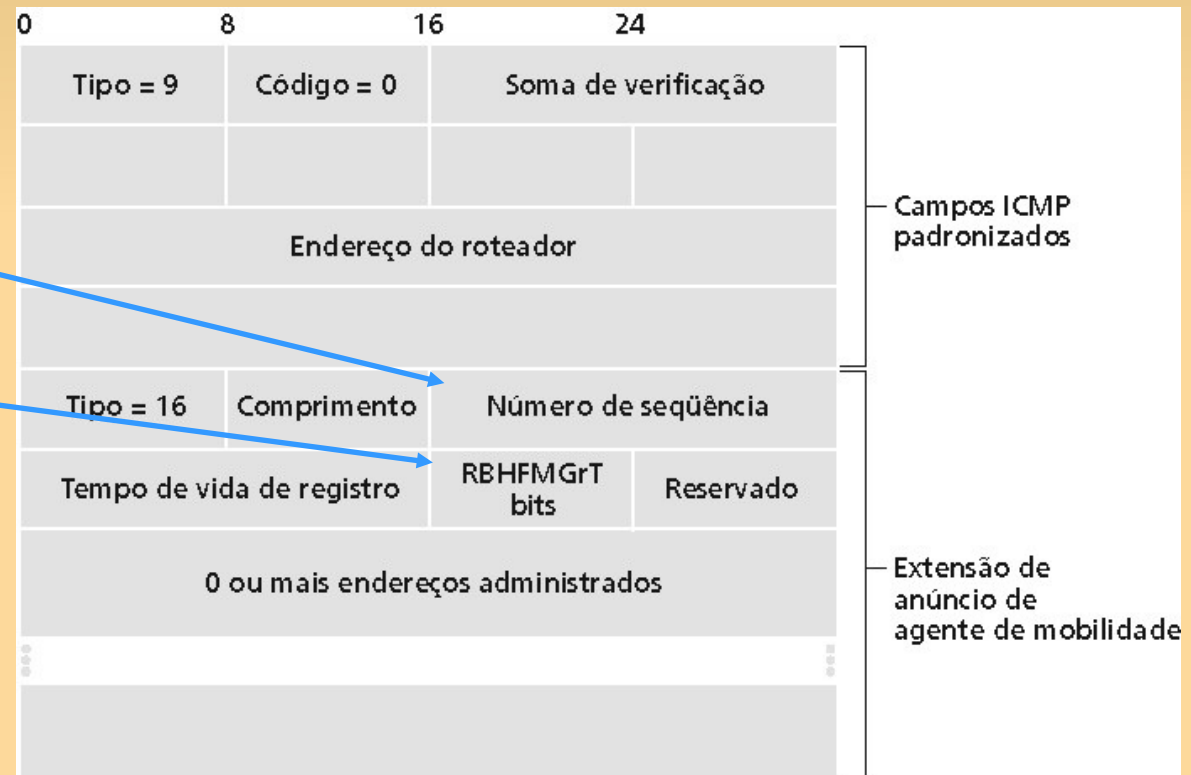 0 8 16 24
Tipo = 9 Código = 0 Soma de verificação
Endereço do roteador
Campos ICMP
padronizados
Tipo = 16 Comprimento Número de seqüência
Tempo de vida de registro RBHFMGrT
bits Reservado
0 ou mais endereços administrados
Extensão de
anúncio de
agente de mobilidade